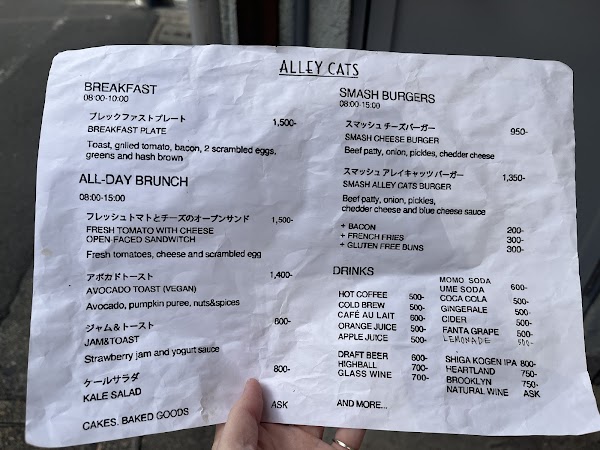 ALLEY CATS
BREAKFAST
08:00-10:00
ブレックファストプレート 1,500-
BREAKFAST PLATE
Toast, grilled tomato, bacon, 2 scrambled eggs,
greens and hash brown
ALL-DAY BRUNCH
08:00-15:00
フレッシュトマトとチーズのオープンサンド 1,500-
FRESH TOMATO WITH CHEESE
OPEN-FACED SANDWITCH
Fresh tomatoes, cheese and scrambled egg
アボカドトースト 1,400-
AVOCADO TOAST (VEGAN)
Avocado, pumpkin puree, nuts&spices
ジャム＆トースト 600-
JAM&TOAST
Strawberry jam and yogurt sauce
ケールサラダ 800-
KALE SALAD
CAKES. BAKED GOODS ASK
SMASH BURGERS
08:00-15:00
スマッシュ チーズバーガー 950-
SMASH CHEESE BURGER
Beef patty, onion, pickles, chedder cheese
スマッシュ アレイキャッツ バーガー 1,350-
SMASH ALLEY CATS BURGER
Beef patty, onion, pickles,
chedder cheese and blue cheese sauce
+ BACON 200-
+ FRENCH FRIES 300-
+ GLUTEN FREE BUNS 300-
DRINKS
HOT COFFEE 500-
COLD BREW 500-
CAFÉ AU LAIT 600-
ORANGE JUICE 500-
APPLE JUICE 500-
DRAFT BEER 600-
HIGHBALL 700-
GLASS WINE 700-
MOMO SODA
UME SODA 600-
COCA COLA 500-
GINGERALE 500-
CIDER 500-
FANTA GRAPE 500-
LEMONADE 500-
SHIGA KOGEN IPA 800-
HEARTLAND 750-
BROOKLYN 750-
NATURAL WINE ASK
AND MORE...